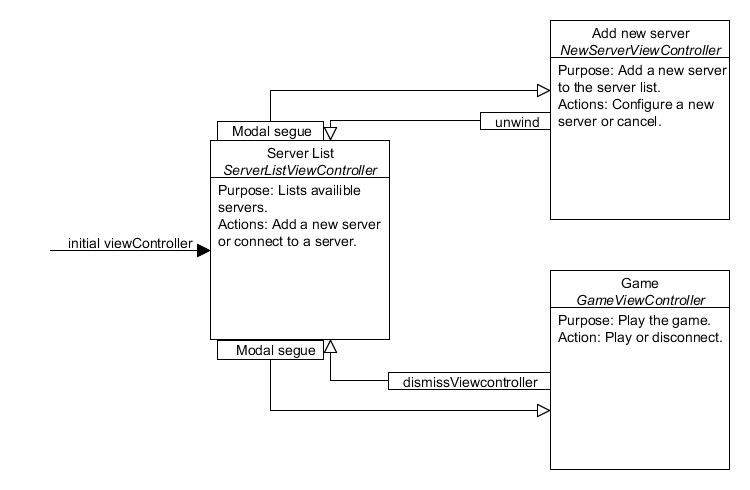 Add new server
NewServerViewController
Purpose: Add a new server
to the server list.
Actions: Configure a new
server or cancel.
unwind
Modal segue
Server List
ServerListViewController
Purpose: Lists availible
servers.
Actions: Add a new server
or connect to a server.
initial viewController
Modal segue
Game
GameViewController
Purpose: Play the game.
Action: Play or disconnect.
dismissViewcontroller